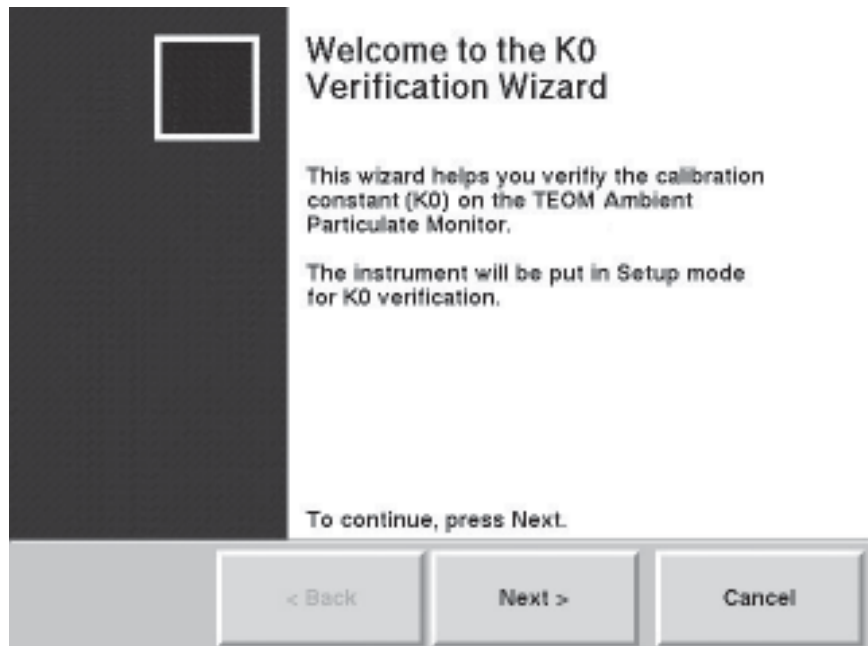 Welcome to the K0
Verification Wizard
This wizard helps you verifiy the calibration
constant (K0) on the TEOM Ambient
Particulate Monitor.
The instrument will be put in Setup mode
for K0 verification.
To continue, press Next.
< Back
Next >
Cancel